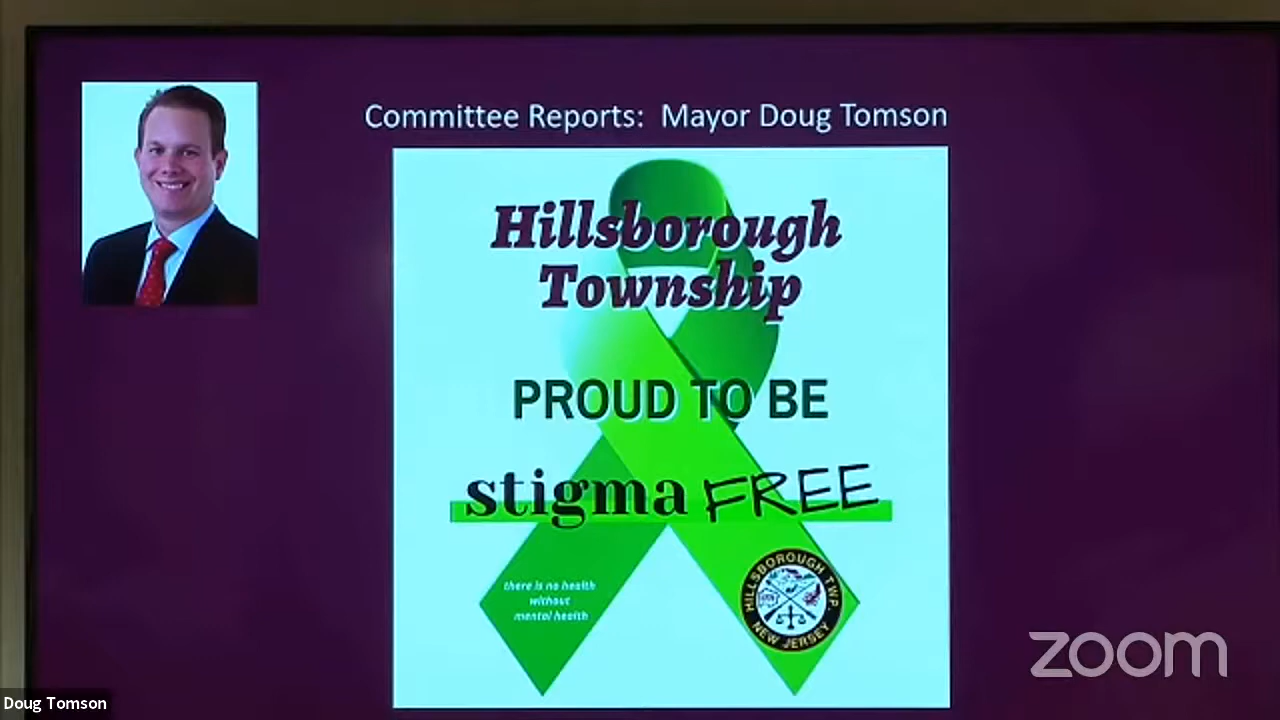 Committee Reports: Mayor Doug Tomson
Hillsborough
Township
PROUD TO BE
stigma FREE
there is no health
without
mental health
HILLSBOROUGH TWP.
NEW JERSEY
zoom
Doug Tomson